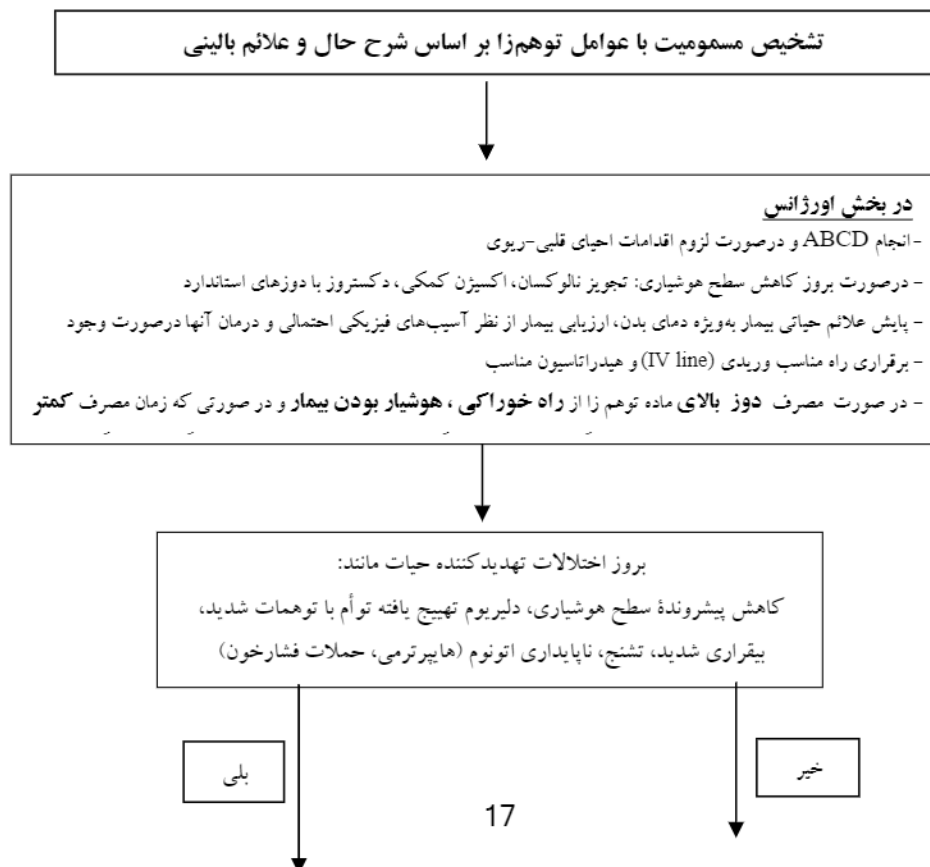 تشخیص مسمومیت با عوامل توهم‌زا بر اساس شرح حال و علائم بالینی
در بخش اورژانس
-انجام ABCD و درصورت لزوم اقدامات احیای قلبی-ریوی
- درصورت بروز کاهش سطح هوشیاری: تجویز نالوکسان، اکسیژن کمکی، دکستروز با دوزهای استاندارد
- پایش علائم حیاتی بیمار به‌ویژه دمای بدن، ارزیابی بیمار از نظر آسیب‌های فیزیکی احتمالی و درمان آنها درصورت وجود
- برقراری راه مناسب وریدی (IV line) و هیدراتاسیون مناسب
- در صورت مصرف دوز بالای ماده توهم زا از راه خوراکی ، هوشیار بودن بیمار و در صورتی که زمان مصرف کمتر
بروز اختلالات تهدیدکننده حیات مانند:
کاهش پیشروندهٔ سطح هوشیاری، دلیریوم تهییج یافته توأم با توهمات شدید،
بیقراری شدید، تشنج، ناپایداری اتونوم (هایپرترمی، حملات فشارخون)
خیر
بلی
17